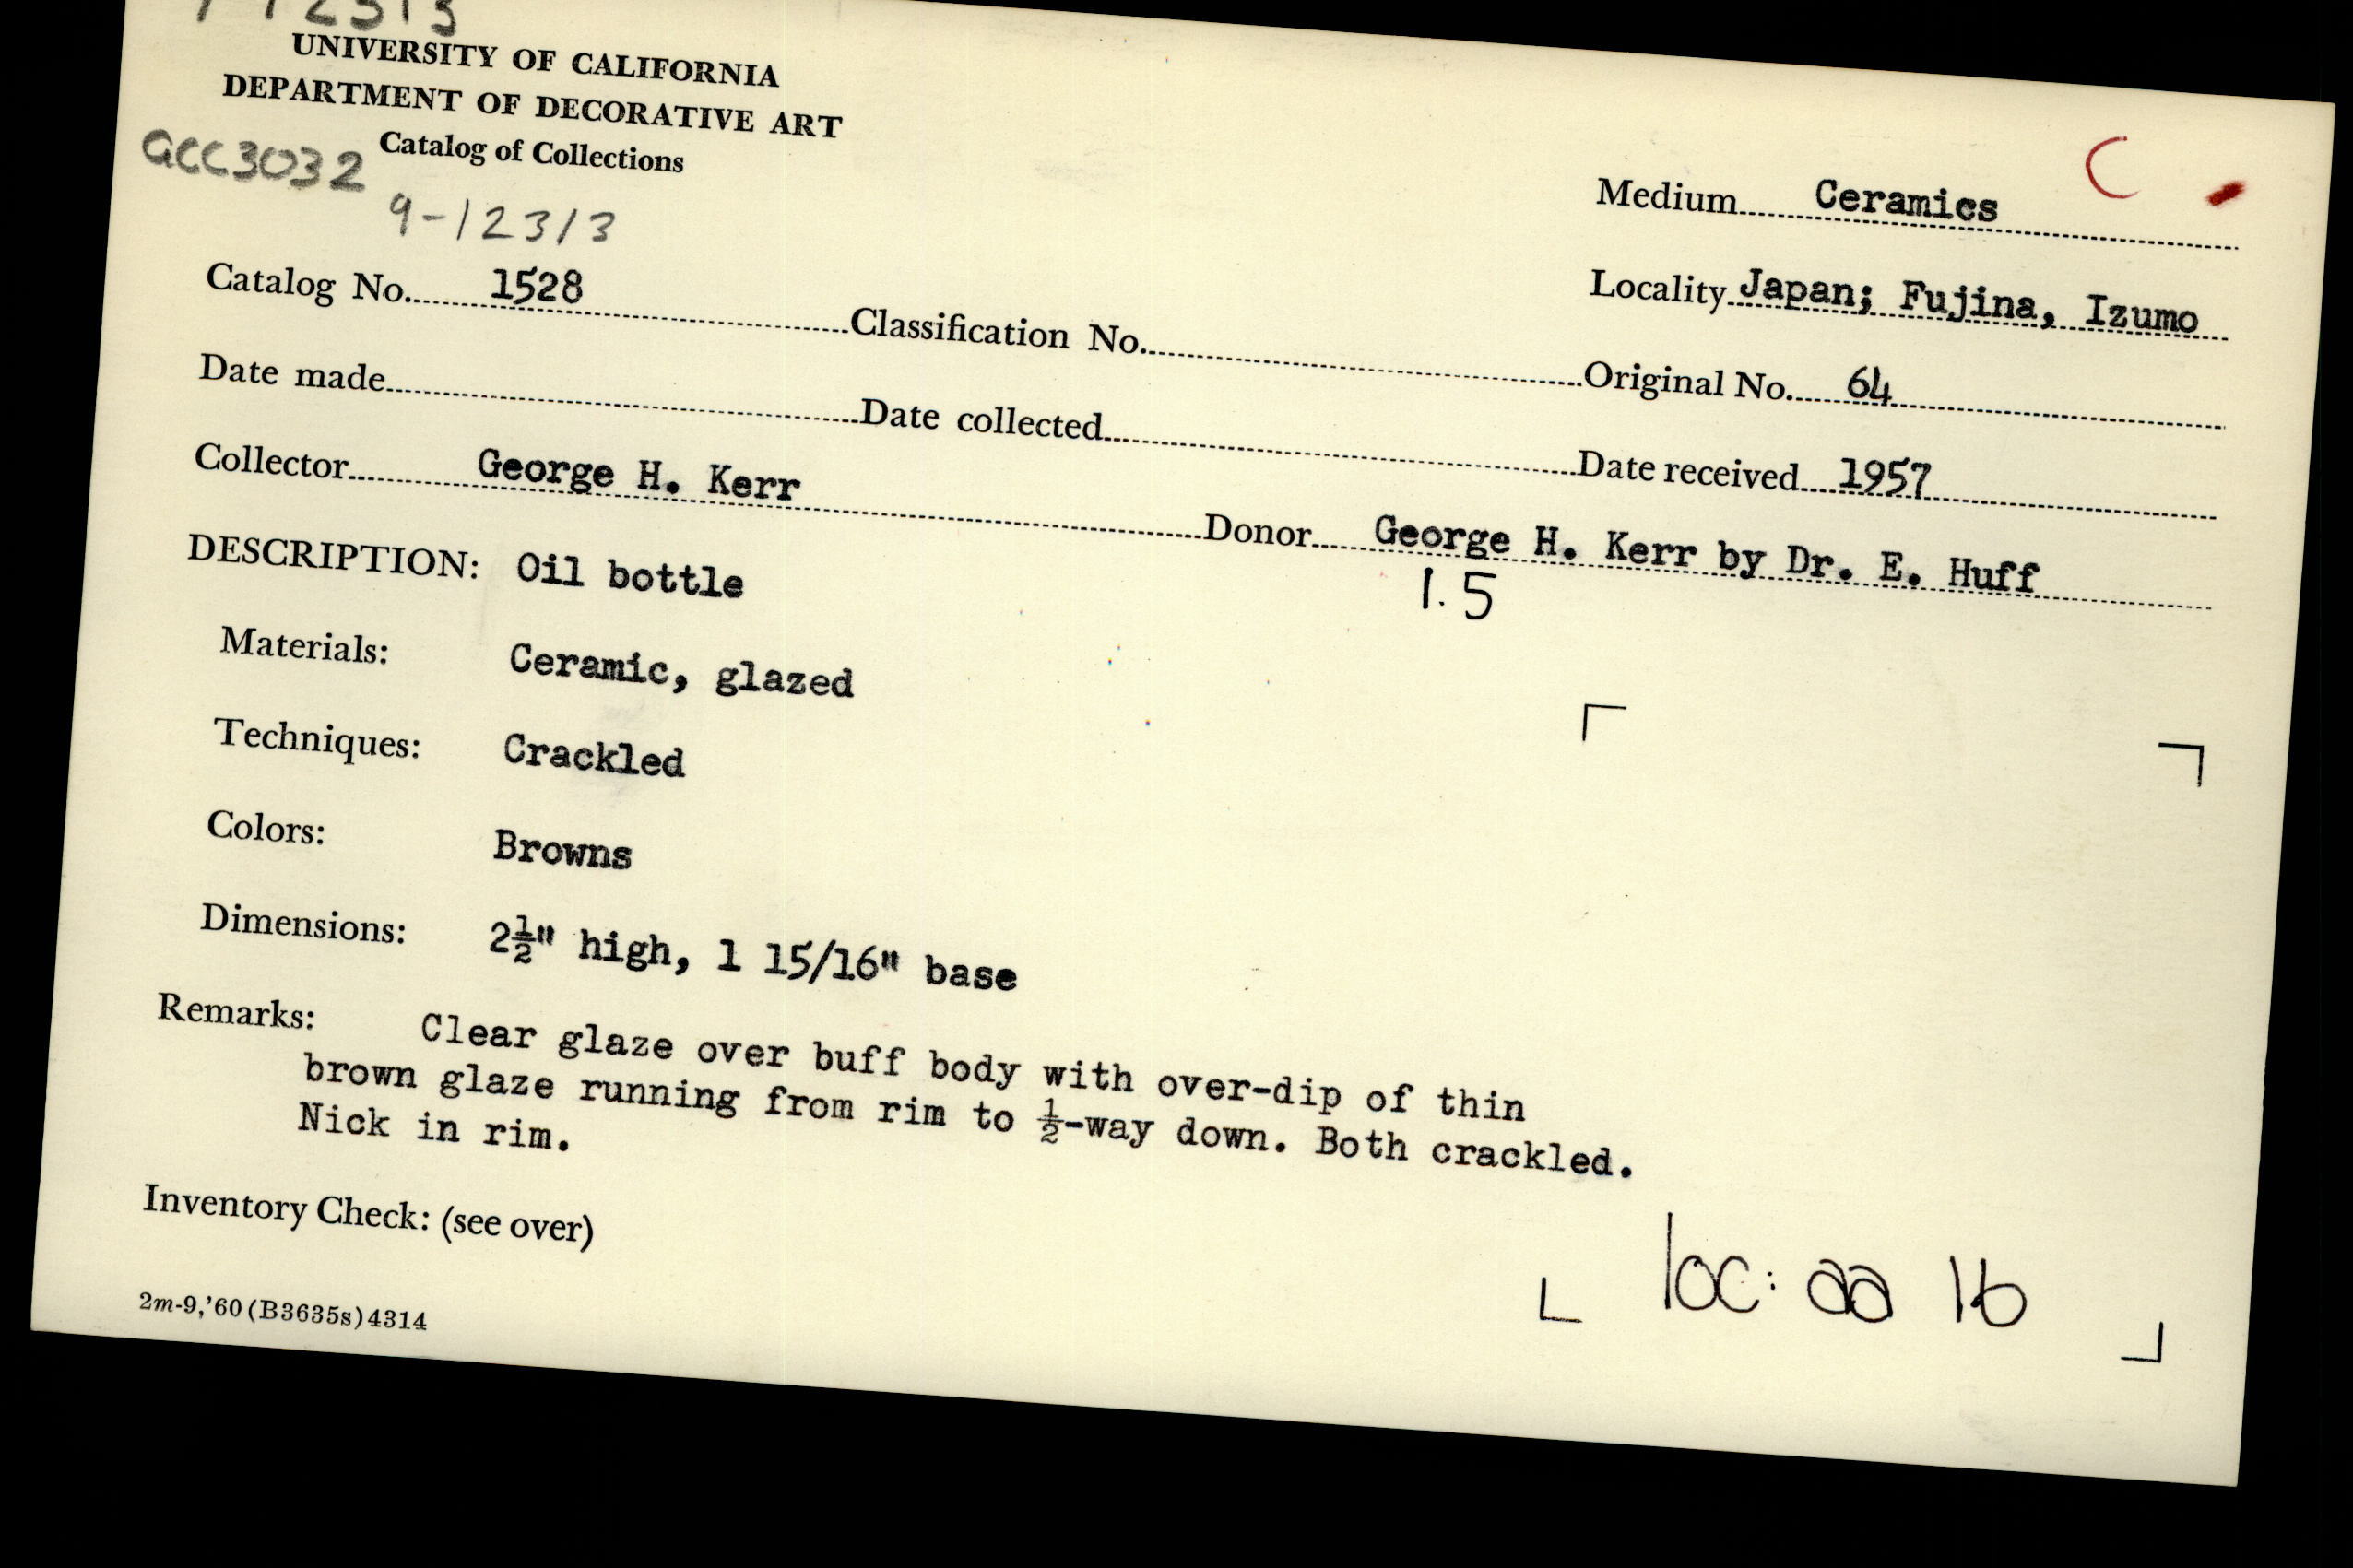 UNIVERSITY OF CALIFORNIA
DEPARTMENT OF DECORATIVE ART
Catalog of Collections
acc3032
9-12313
Medium Ceramics C
Catalog No. 1528 Classification No. Locality Japan; Fujina, Izumo
Date made Date collected Original No. 64
Collector George H. Kerr Date received 1957
Donor George H. Kerr by Dr. E. Huff
DESCRIPTION: Oil bottle 1.5
Materials: Ceramic, glazed
Techniques: Crackled
Colors: Browns
Dimensions: 2½" high, 1 15/16" base
Remarks: Clear glaze over buff body with over-dip of thin
brown glaze running from rim to ½-way down. Both crackled.
Nick in rim.
Inventory Check: (see over)
loc: aa 16
2m-9,'60(B3635s)4314